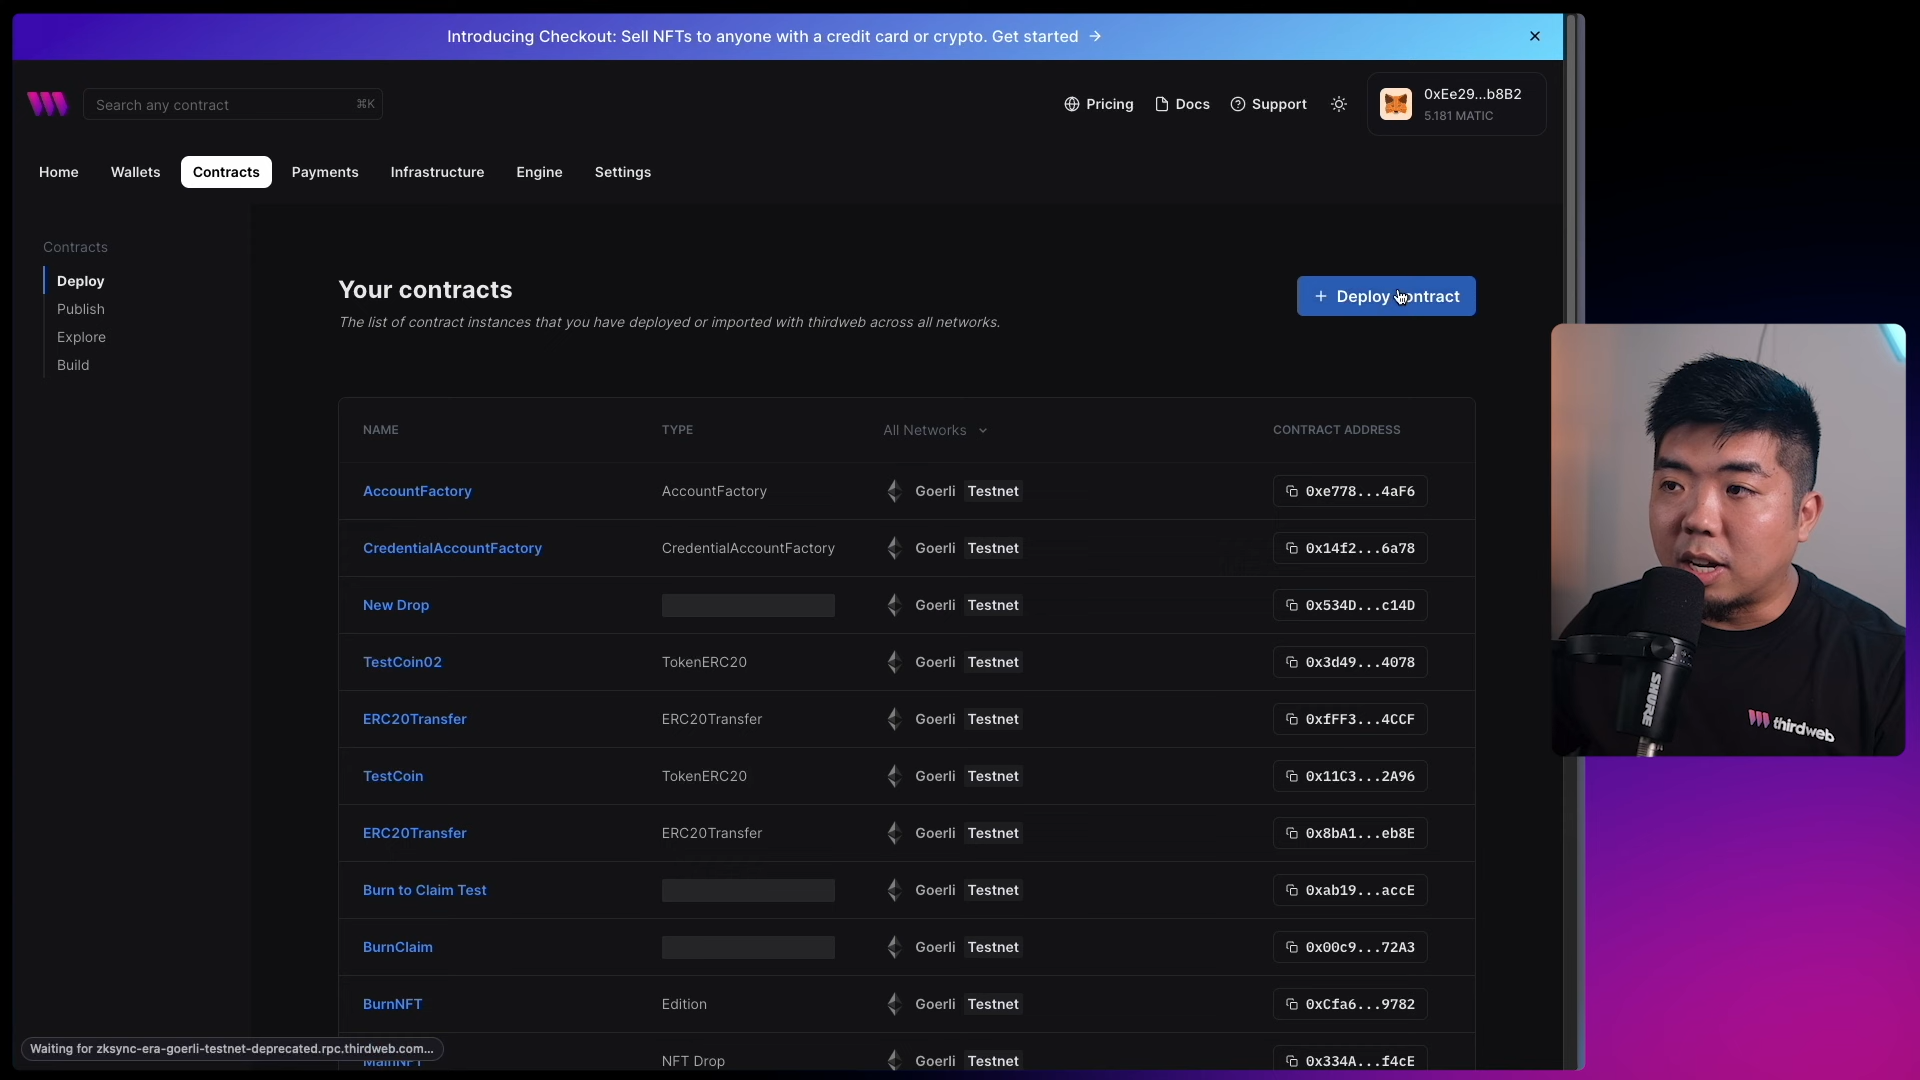 Introducing Checkout: Sell NFTs to anyone with a credit card or crypto. Get started →
Search any contract ⌘K
Pricing
Docs
Support
0xEe29...b8B2
5.181 MATIC
Home
Wallets
Contracts
Payments
Infrastructure
Engine
Settings
Contracts
Deploy
Publish
Explore
Build
Your contracts
+ Deploy
The list of contract instances that you have deployed or imported with thirdweb across all networks.
NAME TYPE All Networks CONTRACT ADDRESS
AccountFactory AccountFactory Goerli Testnet 0xe778...4aF6
CredentialAccountFactory CredentialAccountFactory Goerli Testnet 0x14f2...6a78
New Drop Goerli Testnet 0x534D...c14D
TestCoin02 TokenERC20 Goerli Testnet 0x3d49...4078
ERC20Transfer ERC20Transfer Goerli Testnet 0xfFF3...4CCF
TestCoin TokenERC20 Goerli Testnet 0x11C3...2A96
ERC20Transfer ERC20Transfer Goerli Testnet 0x8bA1...eb8E
Burn to Claim Test Goerli Testnet 0xab19...accE
BurnClaim Goerli Testnet 0x00c9...72A3
BurnNFT Edition Goerli Testnet 0xCfa6...9782
NFT Drop Goerli Testnet 0x334A...f4cE
Waiting for zksync-era-goerli-testnet-deprecated.rpc.thirdweb.com...
SHURE
thirdweb